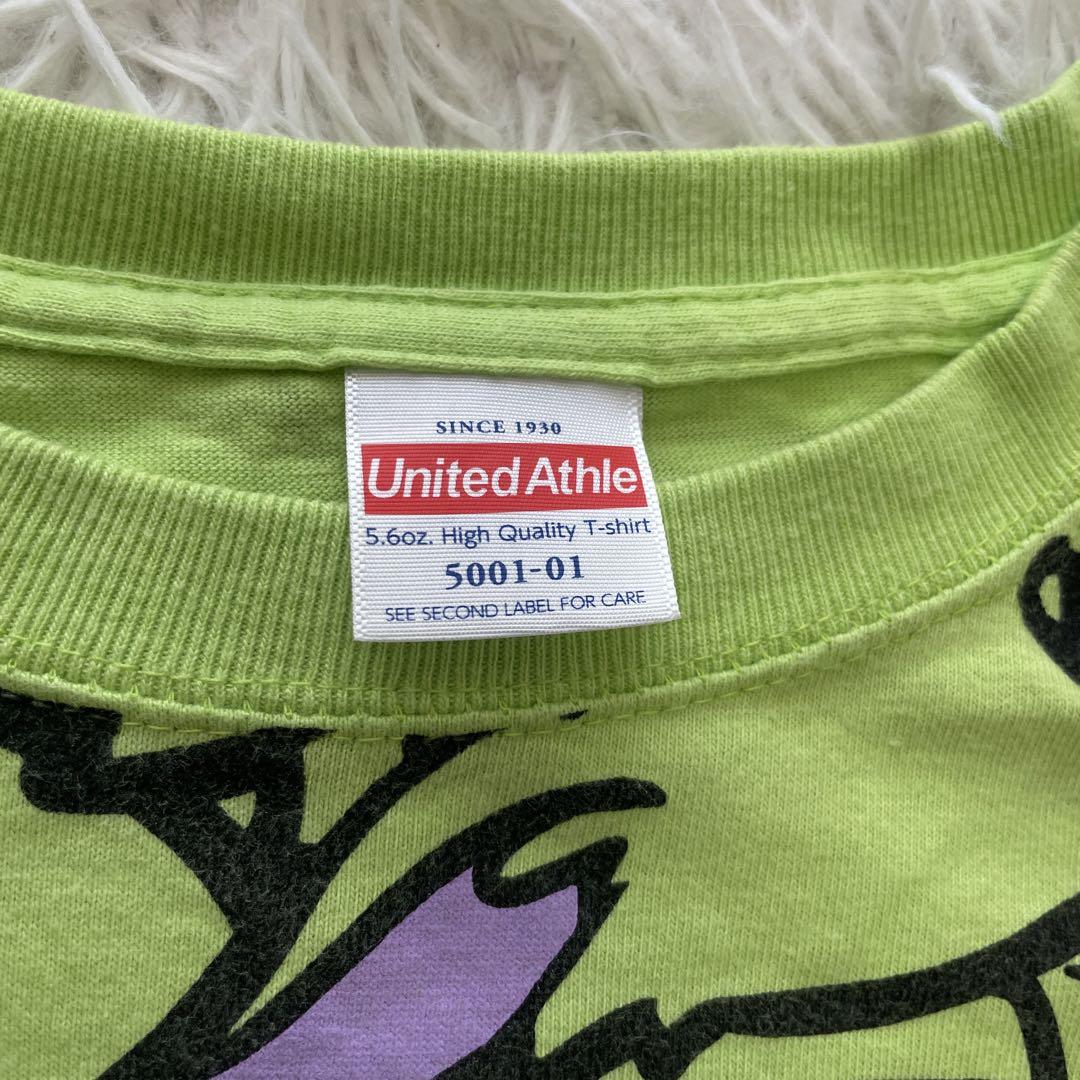 SINCE 1930
United Athle
5.6oz. High Quality T-shirt
5001-01
SEE SECOND LABEL FOR CARE